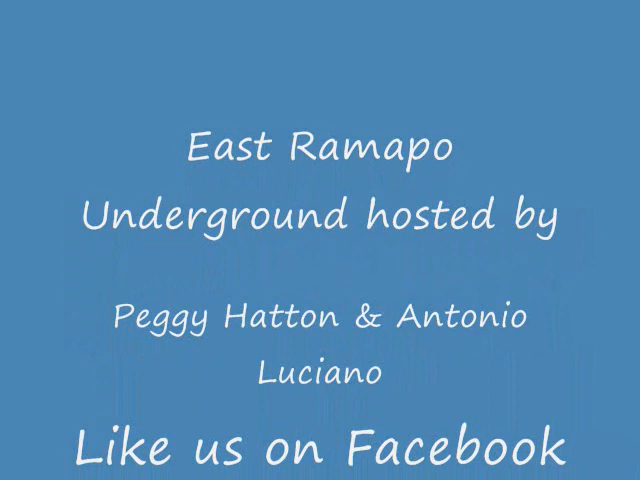 East Ramapo
Underground hosted by
Peggy Hatton & Antonio
Luciano
Like us on Facebook